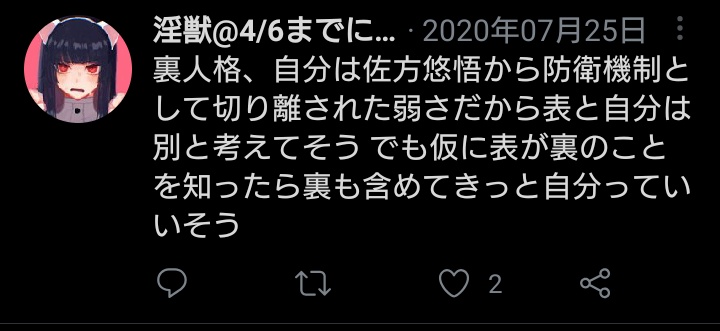 淫獣@4/6までに… · 2020年07月25日
裏人格、自分は佐方悠悟から防衛機制と
して切り離された弱さだから表と自分は
別と考えてそう でも仮に表が裏のこと
を知ったら裏も含めてきっと自分ってい
いそう
2